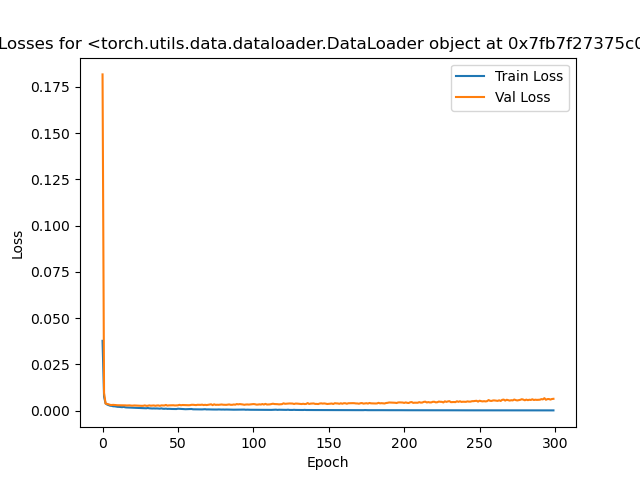 Losses for <torch.utils.data.dataloader.DataLoader object at 0x7fb7f27375c0
Train Loss
Val Loss
0.175
0.150
0.125
0.100
0.075
0.050
0.025
0.000
Loss
0 50 100 150 200 250 300
Epoch